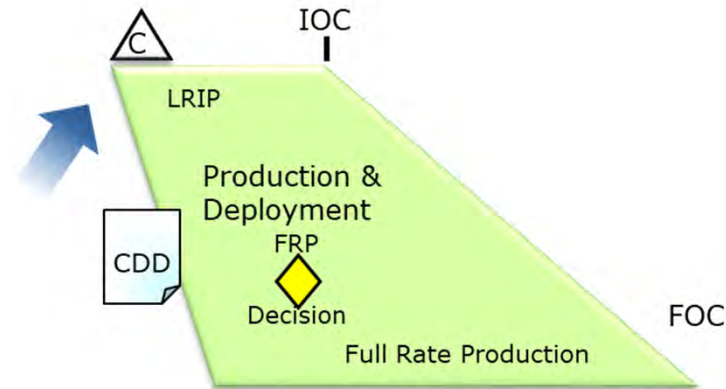 C
IOC
LRIP
Production &
Deployment
FRP
CDD
Decision
FOC
Full Rate Production